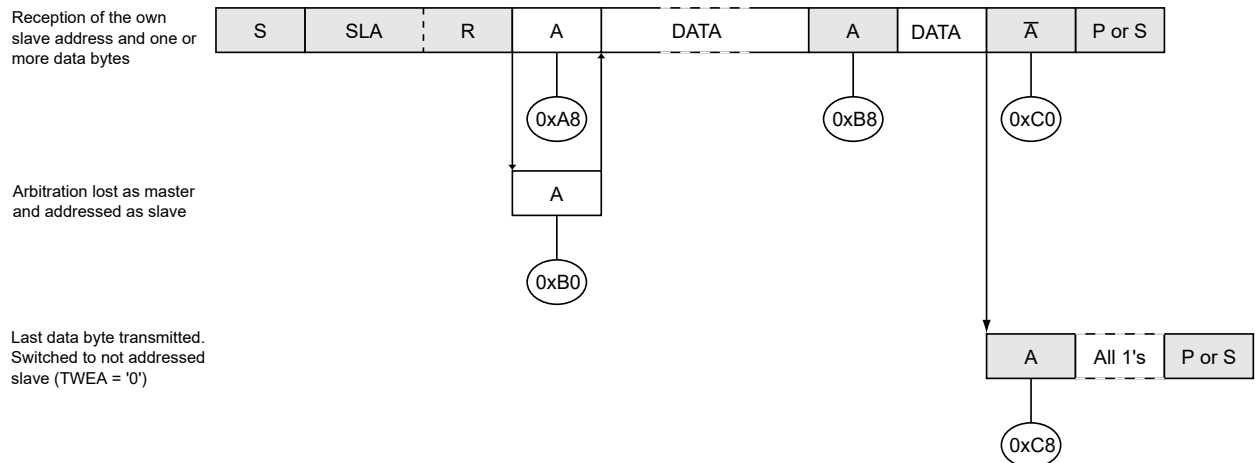 Reception of the own
slave address and one or
more data bytes
S SLA R A DATA A DATA A̅ P or S
0xA8 0xB8 0xC0
Arbitration lost as master
and addressed as slave
A
0xB0
Last data byte transmitted.
Switched to not addressed
slave (TWEA = '0')
A All 1's P or S
0xC8